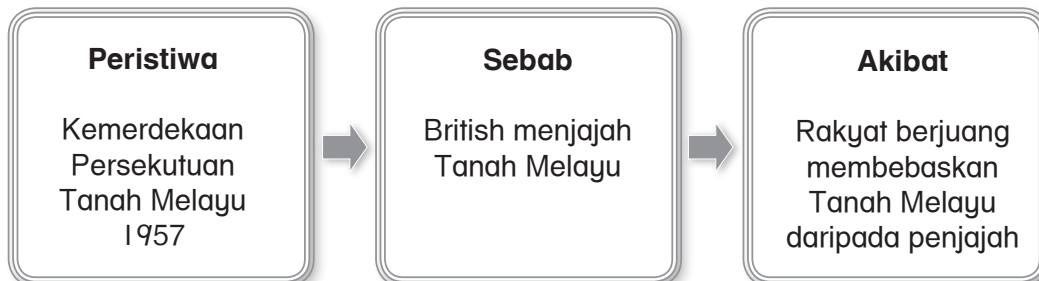 Peristiwa
Kemerdekaan
Persekutuan
Tanah Melayu
1957
Sebab
British menjajah
Tanah Melayu
Akibat
Rakyat berjuang
membebaskan
Tanah Melayu
daripada penjajah